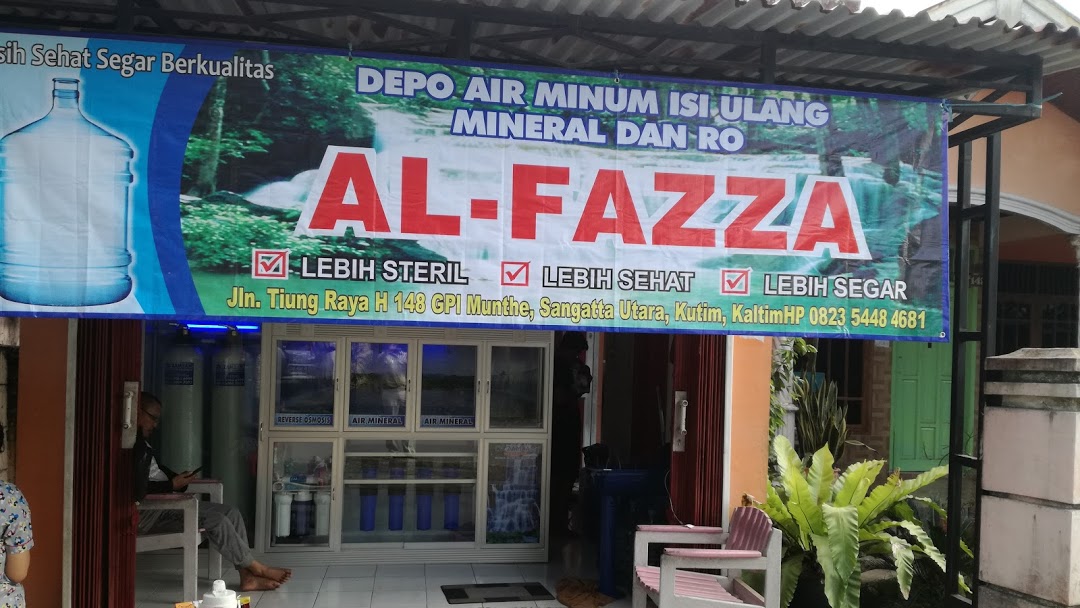 sih Sehat Segar Berkualitas
DEPO AIR MINUM ISI ULANG
MINERAL DAN RO
AL-FAZZA
LEBIH STERIL LEBIH SEHAT LEBIH SEGAR
Jln. Tiung Raya H 148 GPI Munthe, Sangatta Utara, Kutim, KaltimHP 0823 5448 4681
REVERSE OSMOSIS AIR MINERAL AIR MINERAL